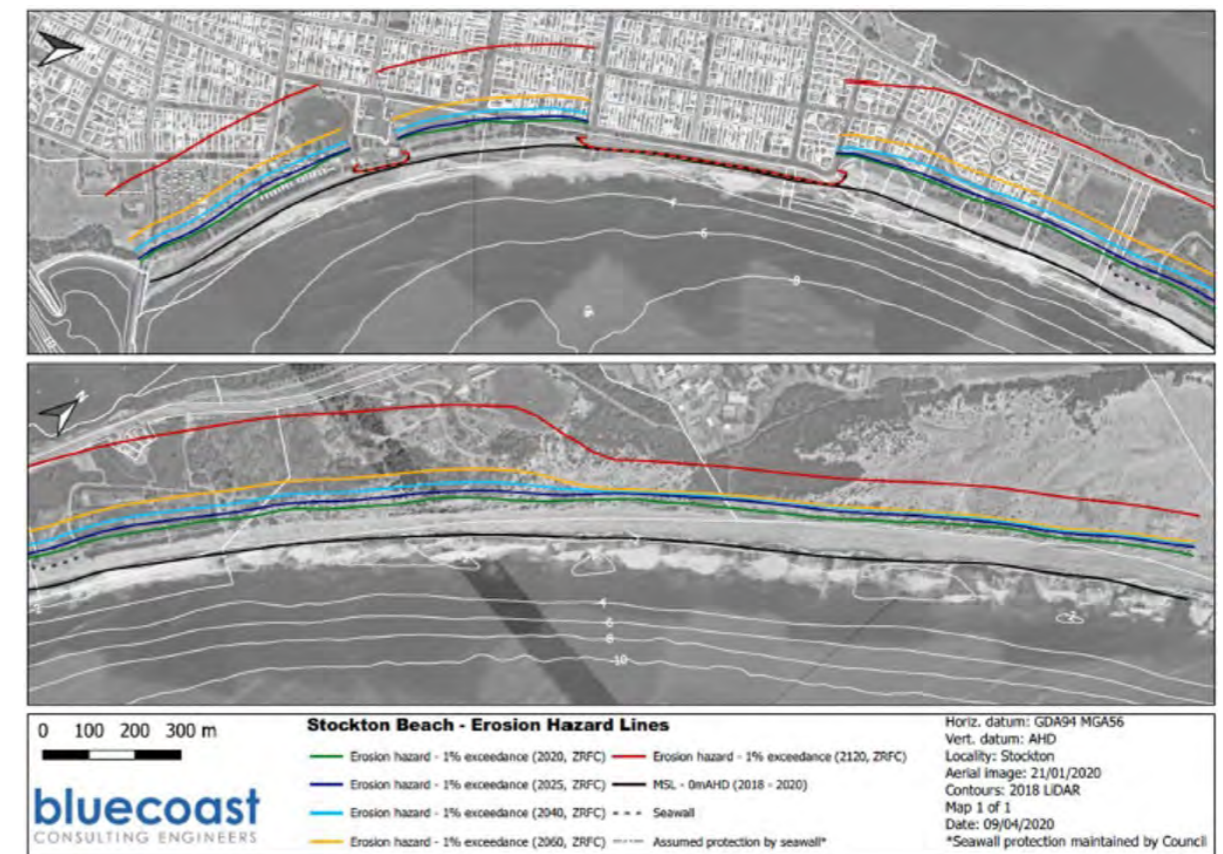 4
6
8
-4
-6
-8
-10
0 100 200 300 m
bluecoast
CONSULTING ENGINEERS
Stockton Beach - Erosion Hazard Lines
Erosion hazard - 1% exceedance (2020, ZRFC)
Erosion hazard - 1% exceedance (2025, ZRFC)
Erosion hazard - 1% exceedance (2040, ZRFC)
Erosion hazard - 1% exceedance (2060, ZRFC)
Erosion hazard - 1% exceedance (2120, ZRFC)
MSL - 0mAHD (2018 - 2020)
Seawall
Assumed protection by seawall*
Horiz. datum: GDA94 MGA56
Vert. datum: AHD
Locality: Stockton
Aerial image: 21/01/2020
Contours: 2018 LiDAR
Map 1 of 1
Date: 09/04/2020
*Seawall protection maintained by Council